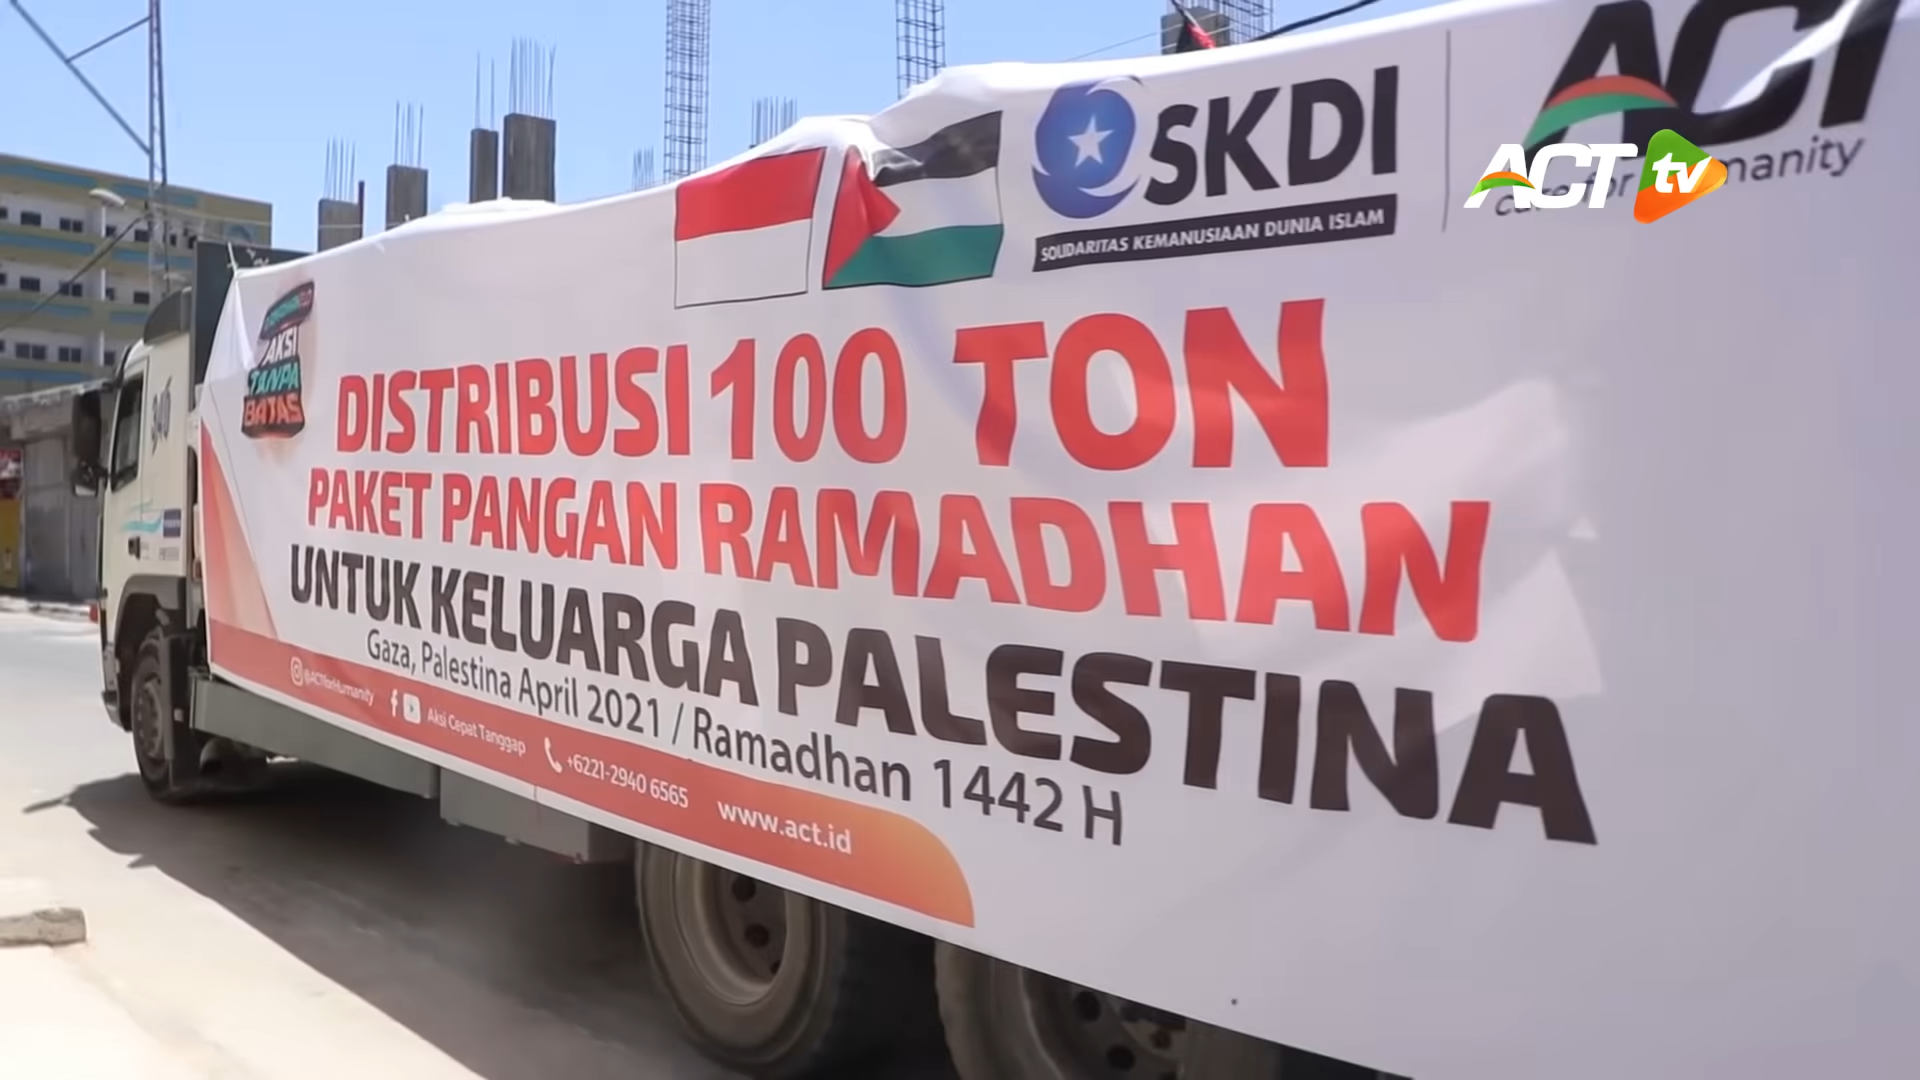 SKDI
SOLIDARITAS KEMANUSIAAN DUNIA ISLAM
ACT
ACT tv
AKSI
TANPA
BATAS
DISTRIBUSI 100 TON
PAKET PANGAN RAMADHAN
UNTUK KELUARGA PALESTINA
Gaza, Palestina April 2021 / Ramadhan 1442 H
@ACTforHumanity
Aksi Cepat Tanggap
+6221-2940 6565
www.act.id